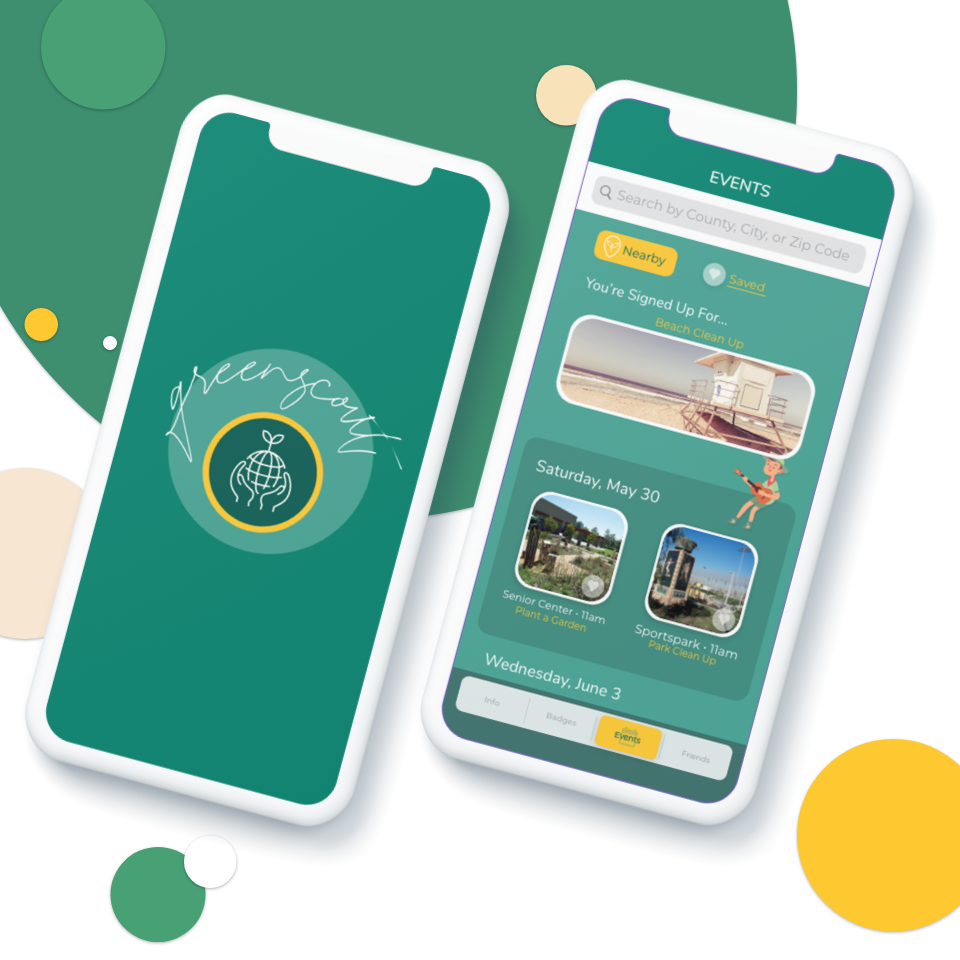 greenscout
EVENTS
Search by County, City, or Zip Code
Nearby
Saved
You're Signed Up For...
Beach Clean Up
Saturday, May 30
Senior Center • 11am
Plant a Garden
Sportspark • 11am
Park Clean Up
Wednesday, June 3
Info
Badges
Events
Friends